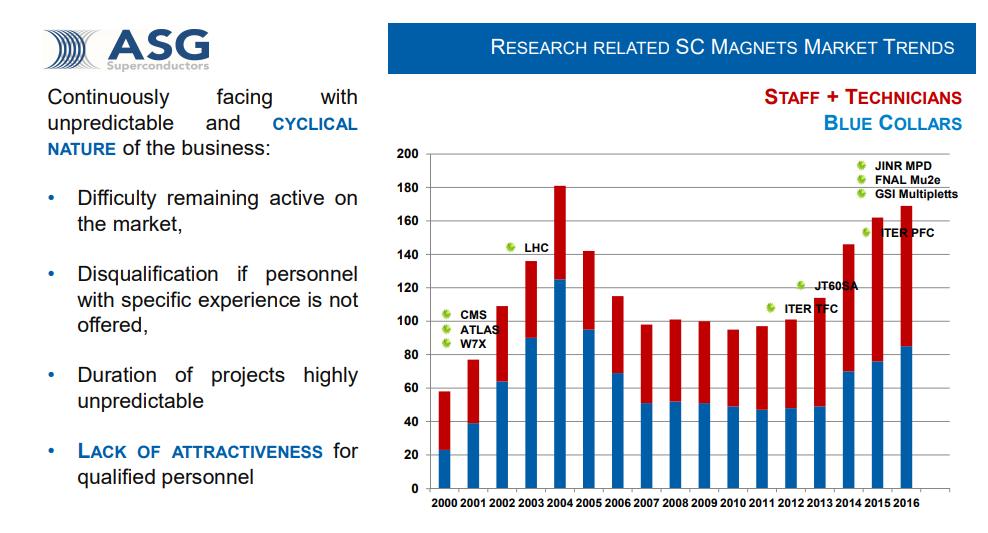 ASG
Superconductors
RESEARCH RELATED SC MAGNETS MARKET TRENDS
Continuously facing with
unpredictable and CYCLICAL
NATURE of the business:
• Difficulty remaining active on
the market,
• Disqualification if personnel
with specific experience is not
offered,
• Duration of projects highly
unpredictable
• LACK OF ATTRACTIVENESS for
qualified personnel
STAFF + TECHNICIANS
BLUE COLLARS
200
180
160
140
120
100
80
60
40
20
0
JINR MPD
FNAL Mu2e
GSI Multipletts
ITER PFC
LHC
JT60SA
ITER TFC
CMS
ATLAS
W7X
2000 2001 2002 2003 2004 2005 2006 2007 2008 2009 2010 2011 2012 2013 2014 2015 2016